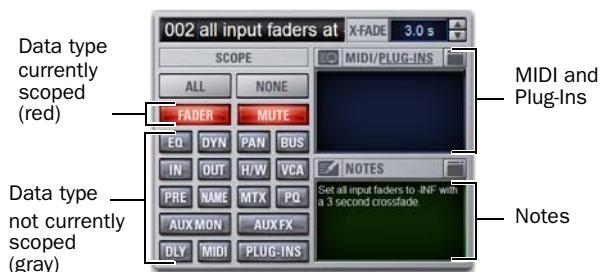 002 all input faders at
X-FADE
3.0 s
SCOPE
ALL
NONE
FADER
MUTE
EQ
DYN
PAN
BUS
IN
OUT
H/W
VCA
PRE
NAME
MTX
PQ
AUX MON
AUX FX
DLY
MIDI
PLUG-INS
MIDI/PLUG-INS
NOTES
Set all input faders to -INF with
a 3 second crossfade.
Data type
currently
scoped
(red)
Data type
not currently
scoped
(gray)
MIDI and
Plug-Ins
Notes